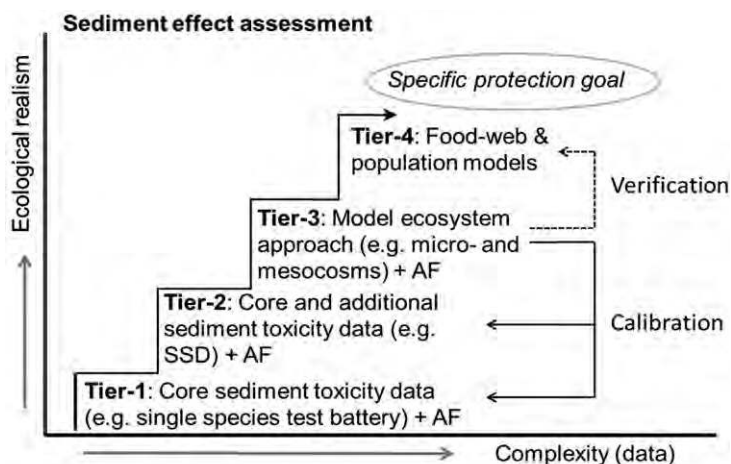 Sediment effect assessment
Specific protection goal
Ecological realism
Tier-4: Food-web &
population models
Verification
Tier-3: Model ecosystem
approach (e.g. micro- and
mesocosms) + AF
Tier-2: Core and additional
sediment toxicity data (e.g.
SSD) + AF
Calibration
Tier-1: Core sediment toxicity data
(e.g. single species test battery) + AF
Complexity (data)